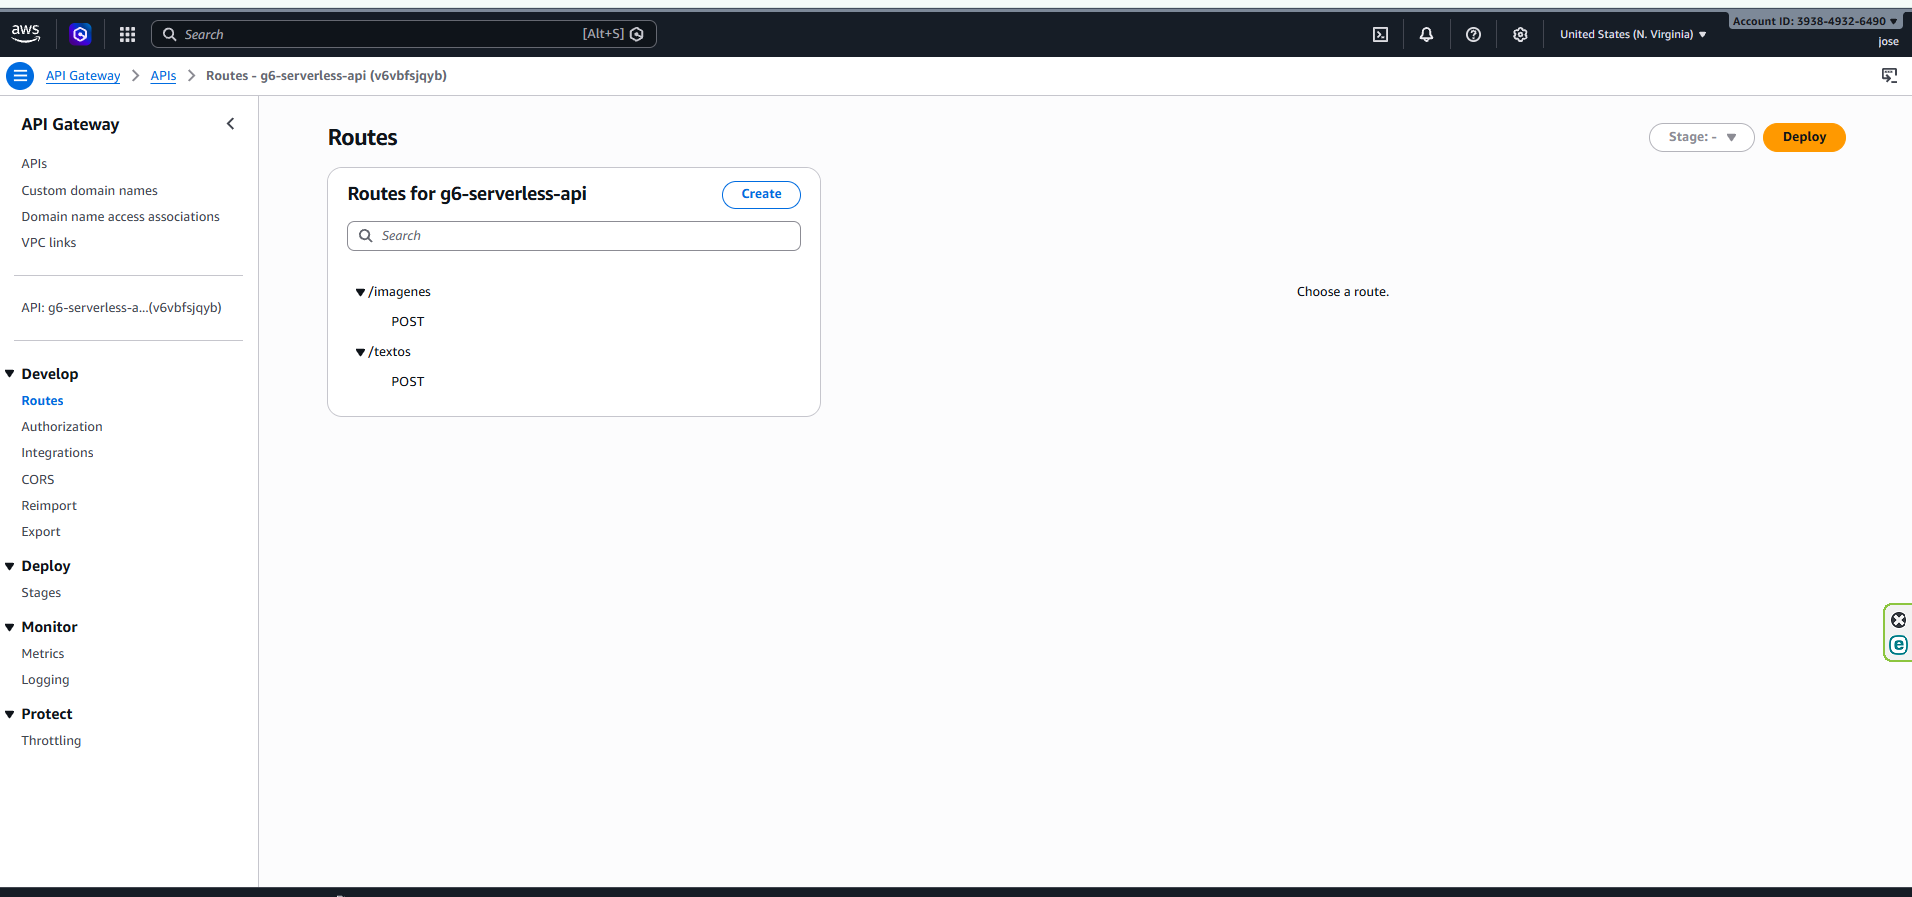 aws
Search
[Alt+S]
United States (N. Virginia)
Account ID: 3938-4932-6490
jose
API Gateway
APIs
Routes - g6-serverless-api (v6vbfsjqyb)
API Gateway
APIs
Custom domain names
Domain name access associations
VPC links
API: g6-serverless-a...(v6vbfsjqyb)
Develop
Routes
Authorization
Integrations
CORS
Reimport
Export
Deploy
Stages
Monitor
Metrics
Logging
Protect
Throttling
Routes
Stage: -
Deploy
Routes for g6-serverless-api
Create
Search
/imagenes
POST
/textos
POST
Choose a route.
e